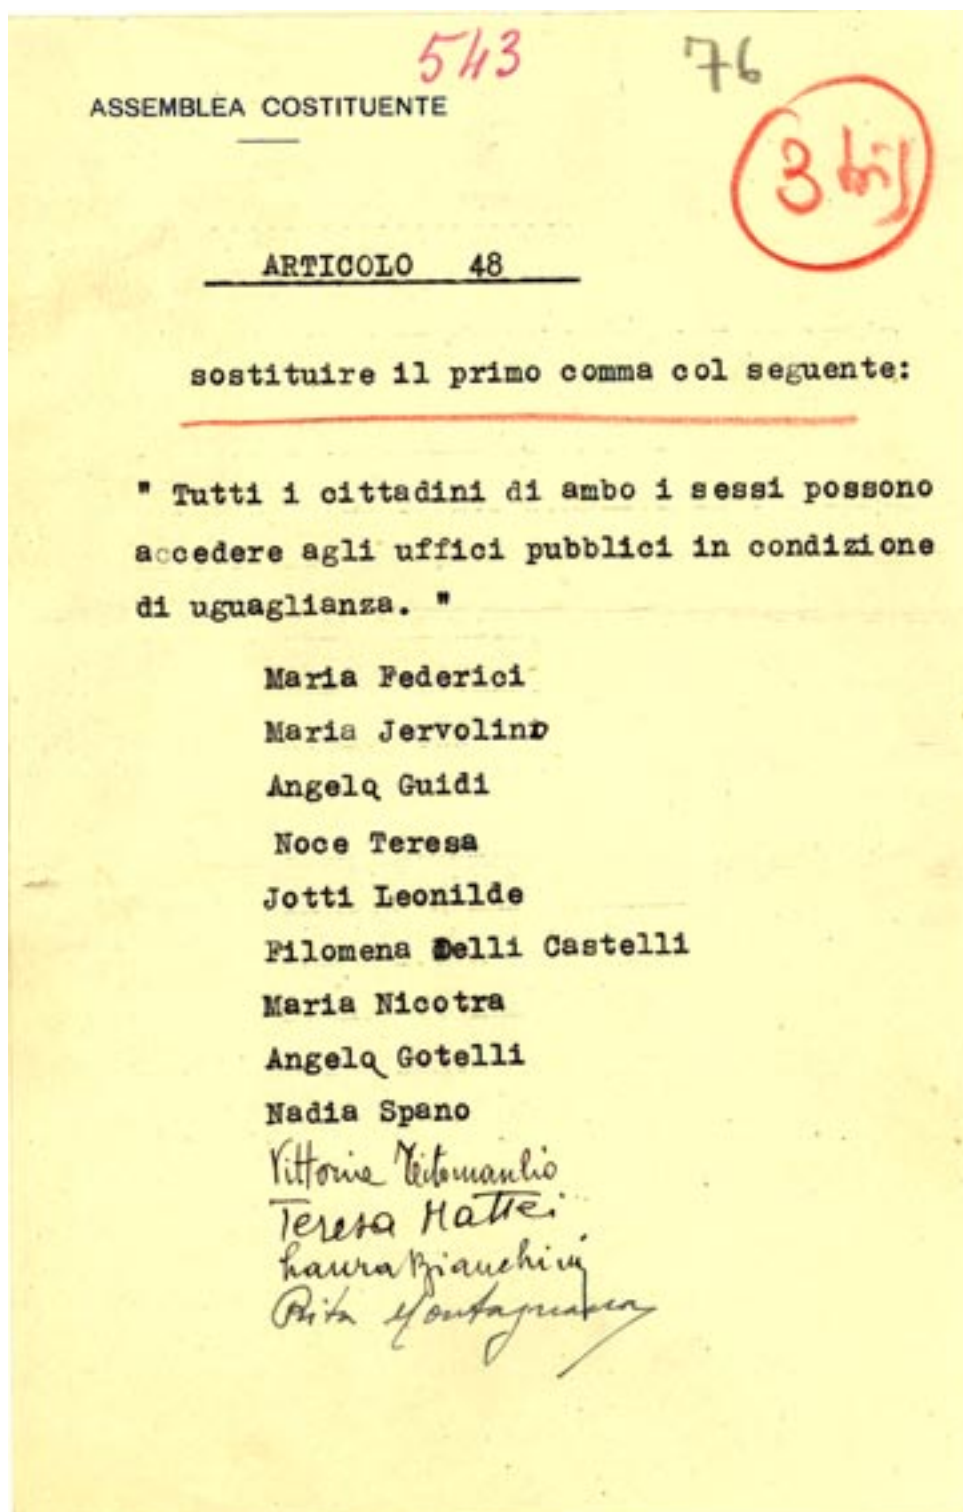 543
76
ASSEMBLEA COSTITUENTE
3 bis
ARTICOLO 48
sostituire il primo comma col seguente:
" Tutti i cittadini di ambo i sessi possono
accedere agli uffici pubblici in condizione
di uguaglianza. "
Maria Federici
Maria Jervolino
Angela Guidi
Noce Teresa
Jotti Leonilde
Filomena Delli Castelli
Maria Nicotra
Angela Gotelli
Nadia Spano
Vittoria Titomanlio
Teresa Mattei
Laura Bianchini
Rita Montagnana